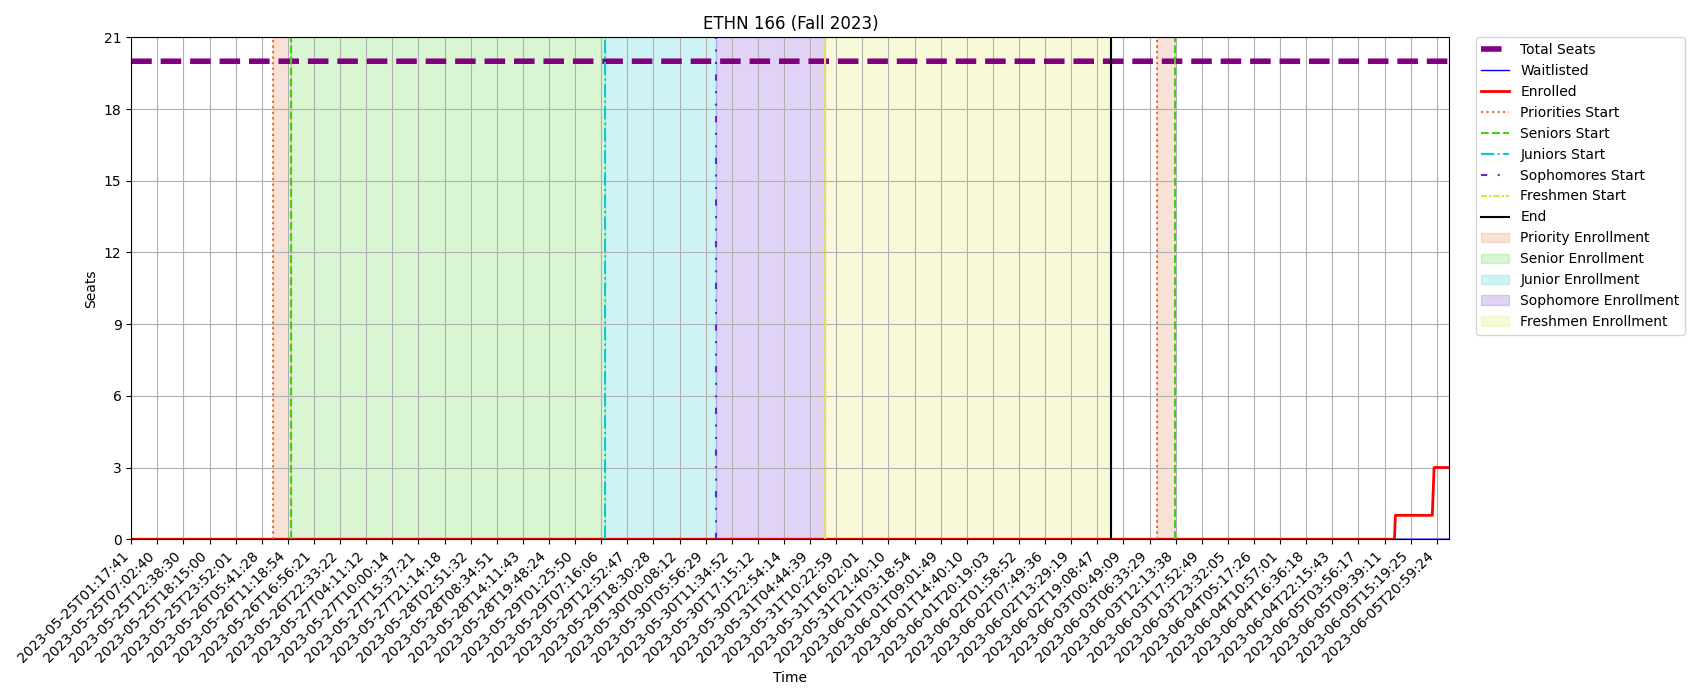 ETHN 166 (Fall 2023)
21
18
15
12
9
6
3
0
Seats
2023-05-25T01:17:41
2023-05-25T07:02:40
2023-05-25T12:38:30
2023-05-25T18:15:00
2023-05-25T23:52:01
2023-05-26T05:41:28
2023-05-26T11:18:54
2023-05-26T16:56:21
2023-05-26T22:33:22
2023-05-27T04:11:12
2023-05-27T10:00:14
2023-05-27T15:37:21
2023-05-27T21:14:18
2023-05-28T02:51:32
2023-05-28T08:34:51
2023-05-28T14:11:43
2023-05-28T19:48:24
2023-05-29T01:25:50
2023-05-29T07:16:06
2023-05-29T12:52:47
2023-05-29T18:30:28
2023-05-30T00:08:12
2023-05-30T05:56:29
2023-05-30T11:34:52
2023-05-30T17:15:12
2023-05-30T22:54:14
2023-05-31T04:44:39
2023-05-31T10:22:59
2023-05-31T16:02:01
2023-05-31T21:40:10
2023-06-01T03:18:54
2023-06-01T09:01:49
2023-06-01T14:40:10
2023-06-01T20:19:03
2023-06-02T01:58:52
2023-06-02T07:49:36
2023-06-02T13:29:19
2023-06-02T19:08:47
2023-06-03T00:49:09
2023-06-03T06:33:29
2023-06-03T12:13:38
2023-06-03T17:52:49
2023-06-03T23:32:05
2023-06-04T05:17:26
2023-06-04T10:57:01
2023-06-04T16:36:18
2023-06-04T22:15:43
2023-06-05T03:56:17
2023-06-05T09:39:11
2023-06-05T15:19:25
2023-06-05T20:59:24
Time
Total Seats
Waitlisted
Enrolled
Priorities Start
Seniors Start
Juniors Start
Sophomores Start
Freshmen Start
End
Priority Enrollment
Senior Enrollment
Junior Enrollment
Sophomore Enrollment
Freshmen Enrollment